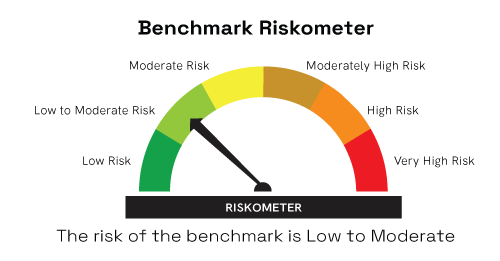 Benchmark Riskometer
Moderate Risk
Moderately High Risk
Low to Moderate Risk
High Risk
Low Risk
Very High Risk
RISKOMETER
The risk of the benchmark is Low to Moderate